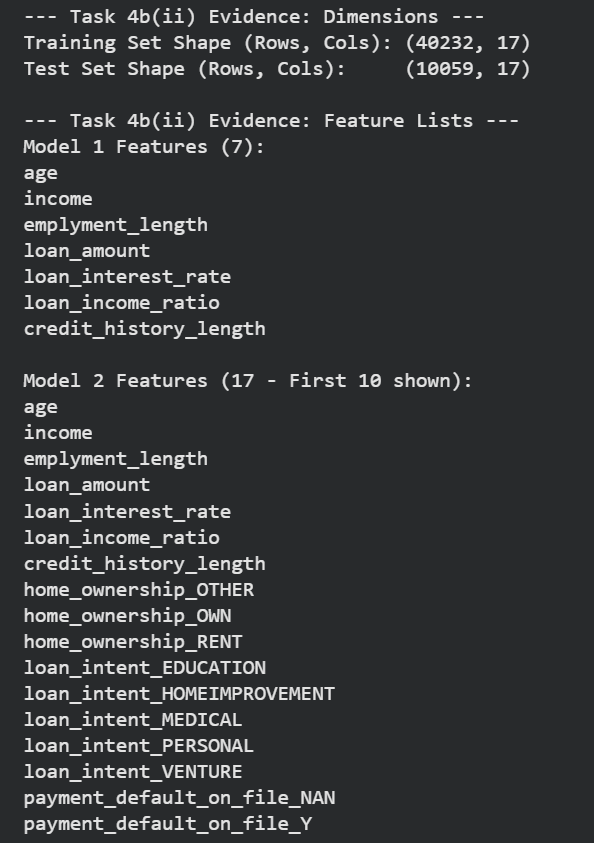 --- Task 4b(ii) Evidence: Dimensions ---
Training Set Shape (Rows, Cols): (40232, 17)
Test Set Shape (Rows, Cols):     (10059, 17)

--- Task 4b(ii) Evidence: Feature Lists ---
Model 1 Features (7):
age
income
emplyment_length
loan_amount
loan_interest_rate
loan_income_ratio
credit_history_length

Model 2 Features (17 - First 10 shown):
age
income
emplyment_length
loan_amount
loan_interest_rate
loan_income_ratio
credit_history_length
home_ownership_OTHER
home_ownership_OWN
home_ownership_RENT
loan_intent_EDUCATION
loan_intent_HOMEIMPROVEMENT
loan_intent_MEDICAL
loan_intent_PERSONAL
loan_intent_VENTURE
payment_default_on_file_NAN
payment_default_on_file_Y